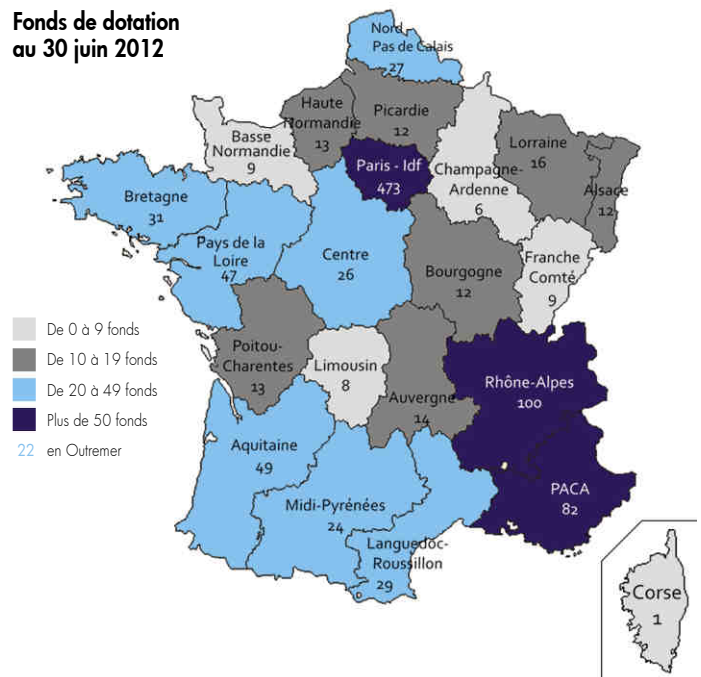 Fonds de dotation
au 30 juin 2012
Nord
Pas de Calais
27
Haute
Normandie
13
Picardie
12
Basse
Normandie
9
Paris - Idf
473
Champagne-
Ardenne
6
Lorraine
16
Alsace
12
Bretagne
31
Pays de la
Loire
47
Centre
26
Bourgogne
12
Franche
Comté
9
De 0 à 9 fonds
De 10 à 19 fonds
De 20 à 49 fonds
Plus de 50 fonds
22 en Outremer
Poitou-
Charentes
13
Limousin
8
Auvergne
14
Rhône-Alpes
100
Aquitaine
49
Midi-Pyrénées
24
Languedoc-
Roussillon
29
PACA
82
Corse
1